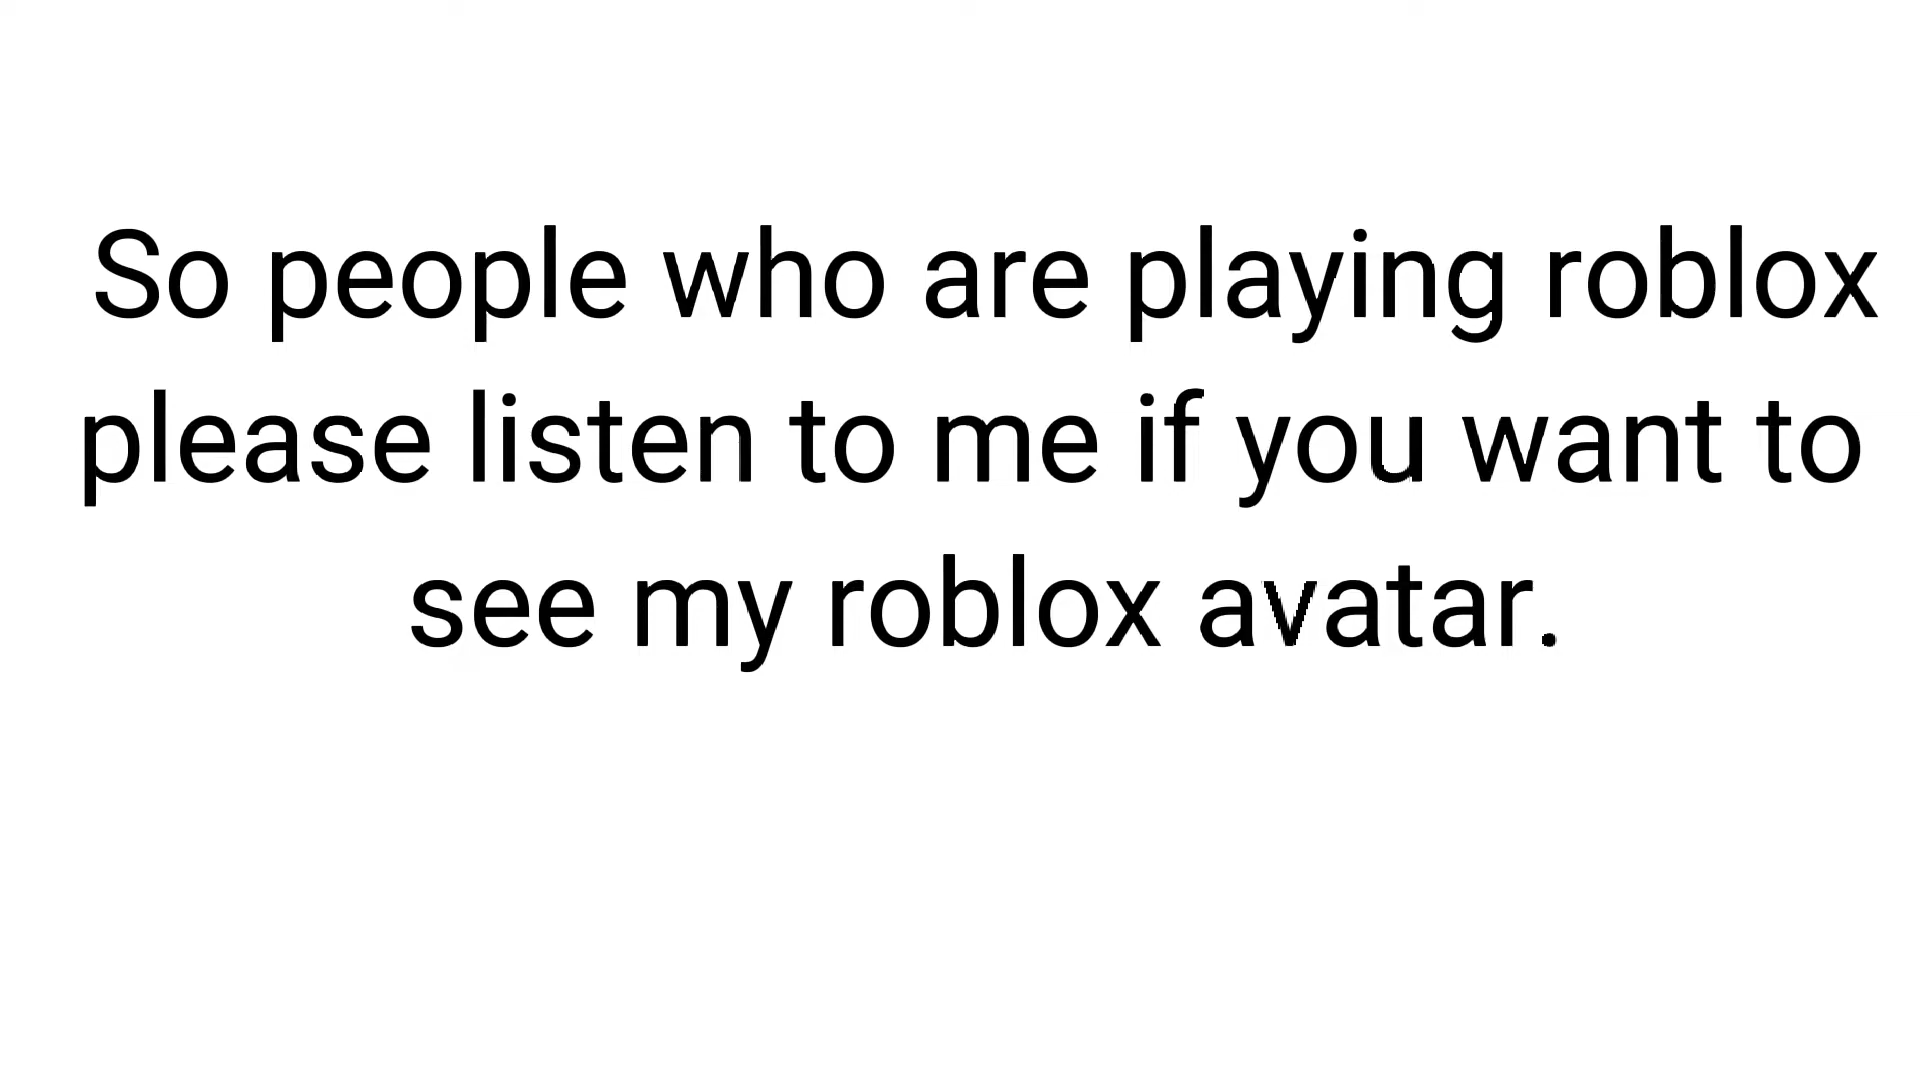 So people who are playing roblox
please listen to me if you want to
see my roblox avatar.